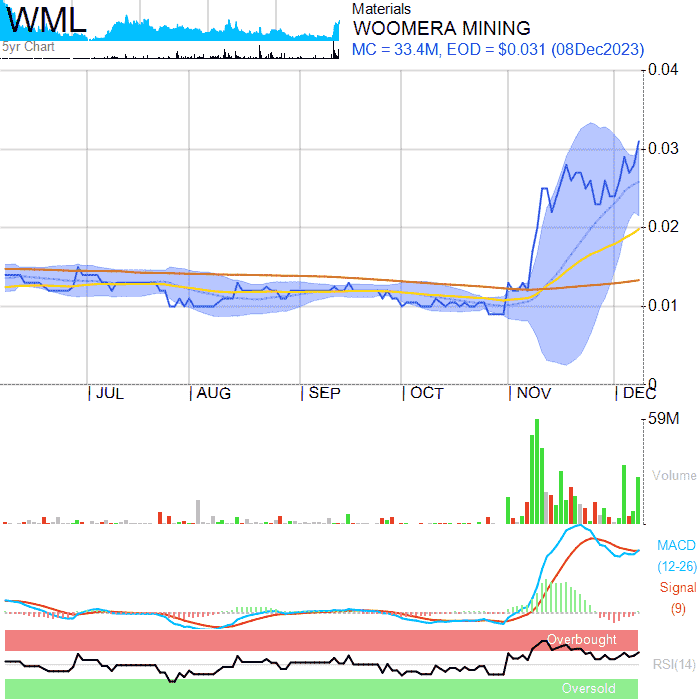 WML
5yr Chart
Materials
WOOMERA MINING
MC = 33.4M, EOD = $0.031 (08Dec2023)
0.04
0.03
0.02
0.01
0
JUL
AUG
SEP
OCT
NOV
DEC
59M
Volume
MACD
(12-26)
Signal
(9)
Overbought
RSI(14)
Oversold